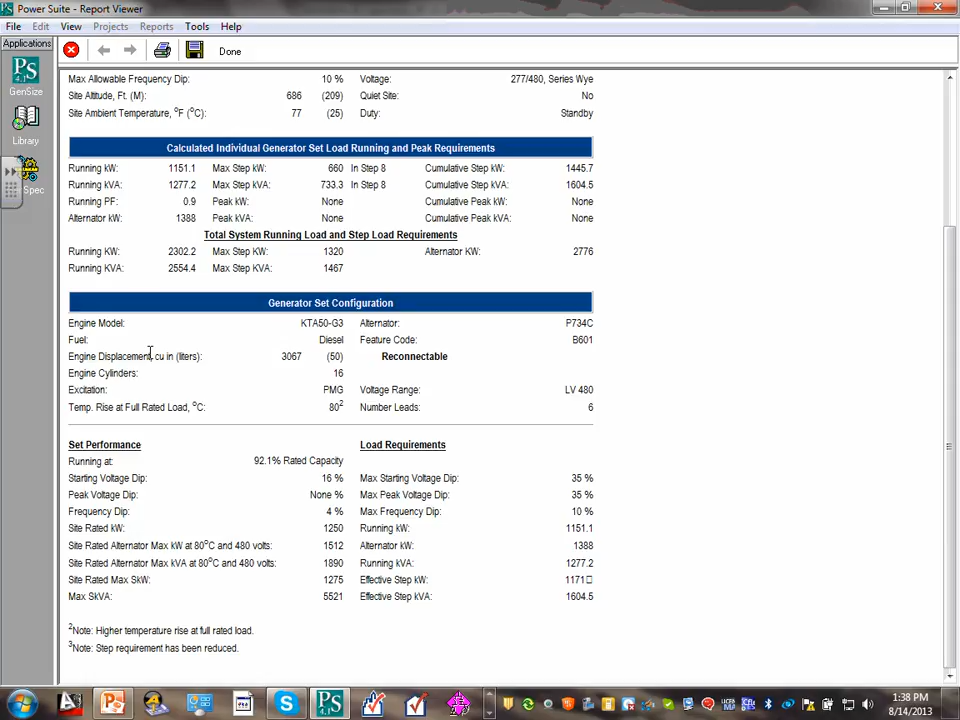 Power Suite - Report Viewer
File Edit View Projects Reports Tools Help
Applications
Done
Ps
4.1
GenSize
Library
Spec
Max Allowable Frequency Dip: 10 % Voltage: 277/480, Series Wye
Site Altitude, Ft. (M): 686 (209) Quiet Site: No
Site Ambient Temperature, ºF (ºC): 77 (25) Duty: Standby
Calculated Individual Generator Set Load Running and Peak Requirements
Running kW: 1151.1 Max Step kW: 660 In Step 8 Cumulative Step kW: 1445.7
Running kVA: 1277.2 Max Step kVA: 733.3 In Step 8 Cumulative Step kVA: 1604.5
Running PF: 0.9 Peak kW: None Cumulative Peak kW: None
Alternator kW: 1388 Peak kVA: None Cumulative Peak kVA: None
Total System Running Load and Step Load Requirements
Running KW: 2302.2 Max Step KW: 1320 Alternator KW: 2776
Running KVA: 2554.4 Max Step KVA: 1467
Generator Set Configuration
Engine Model: KTA50-G3 Alternator: P734C
Fuel: Diesel Feature Code: B601
Engine Displacement, cu in (liters): 3067 (50) Reconnectable
Engine Cylinders: 16
Excitation: PMG Voltage Range: LV 480
Temp. Rise at Full Rated Load, ºC: 80² Number Leads: 6
Set Performance Load Requirements
Running at: 92.1% Rated Capacity
Starting Voltage Dip: 16 % Max Starting Voltage Dip: 35 %
Peak Voltage Dip: None % Max Peak Voltage Dip: 35 %
Frequency Dip: 4 % Max Frequency Dip: 10 %
Site Rated kW: 1250 Running kW: 1151.1
Site Rated Alternator Max kW at 80ºC and 480 volts: 1512 Alternator kW: 1388
Site Rated Alternator Max kVA at 80ºC and 480 volts: 1890 Running kVA: 1277.2
Site Rated Max SkW: 1275 Effective Step kW: 1171□
Max SkVA: 5521 Effective Step kVA: 1604.5
²Note: Higher temperature rise at full rated load.
³Note: Step requirement has been reduced.
1:38 PM
8/14/2013